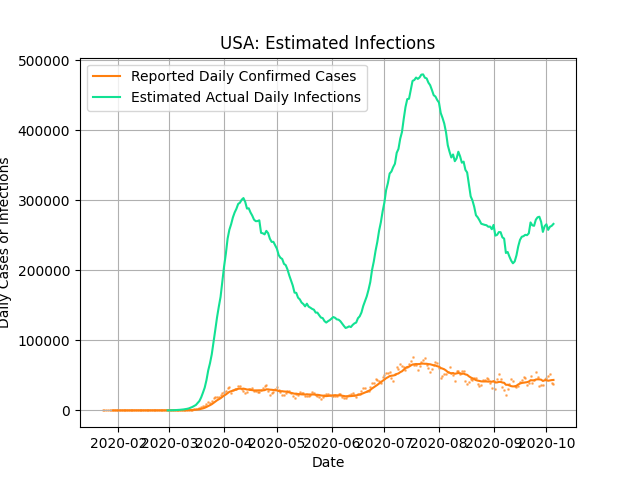 USA: Estimated Infections
Reported Daily Confirmed Cases
Estimated Actual Daily Infections
500000
400000
300000
200000
100000
0
Daily Cases or Infections
2020-02 2020-03 2020-04 2020-05 2020-06 2020-07 2020-08 2020-09 2020-10
Date